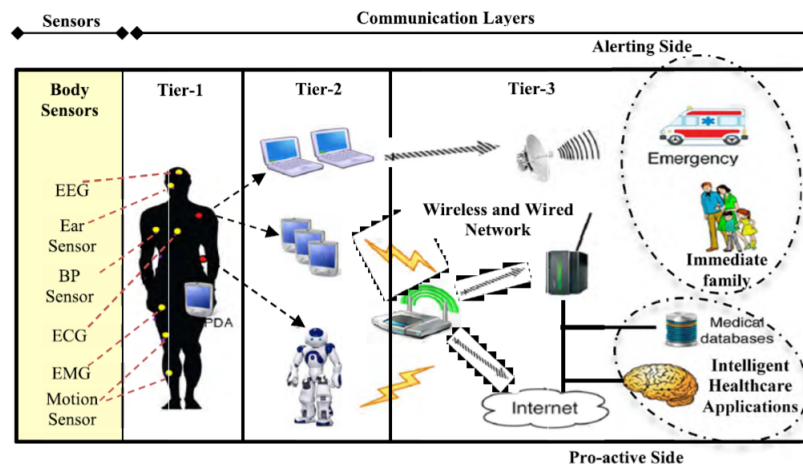 Sensors
Communication Layers
Alerting Side
Body
Sensors
Tier-1
Tier-2
Tier-3
EEG
Ear
Sensor
BP
Sensor
ECG
EMG
Motion
Sensor
PDA
Wireless and Wired
Network
Internet
Emergency
Immediate
family
Medical
databases
Intelligent
Healthcare
Applications
Pro-active Side